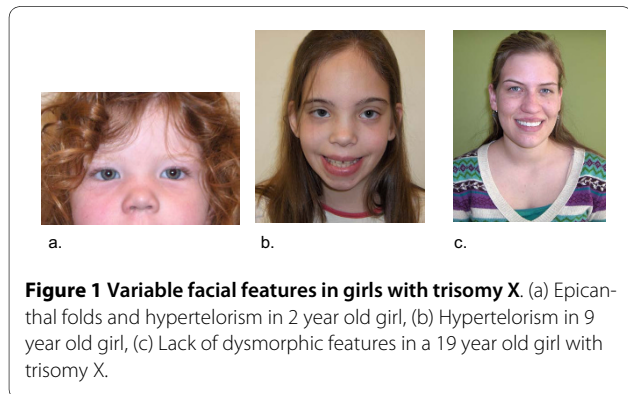 a.
b.
c.
Figure 1 Variable facial features in girls with trisomy X. (a) Epican-
thal folds and hypertelorism in 2 year old girl, (b) Hypertelorism in 9
year old girl, (c) Lack of dysmorphic features in a 19 year old girl with
trisomy X.